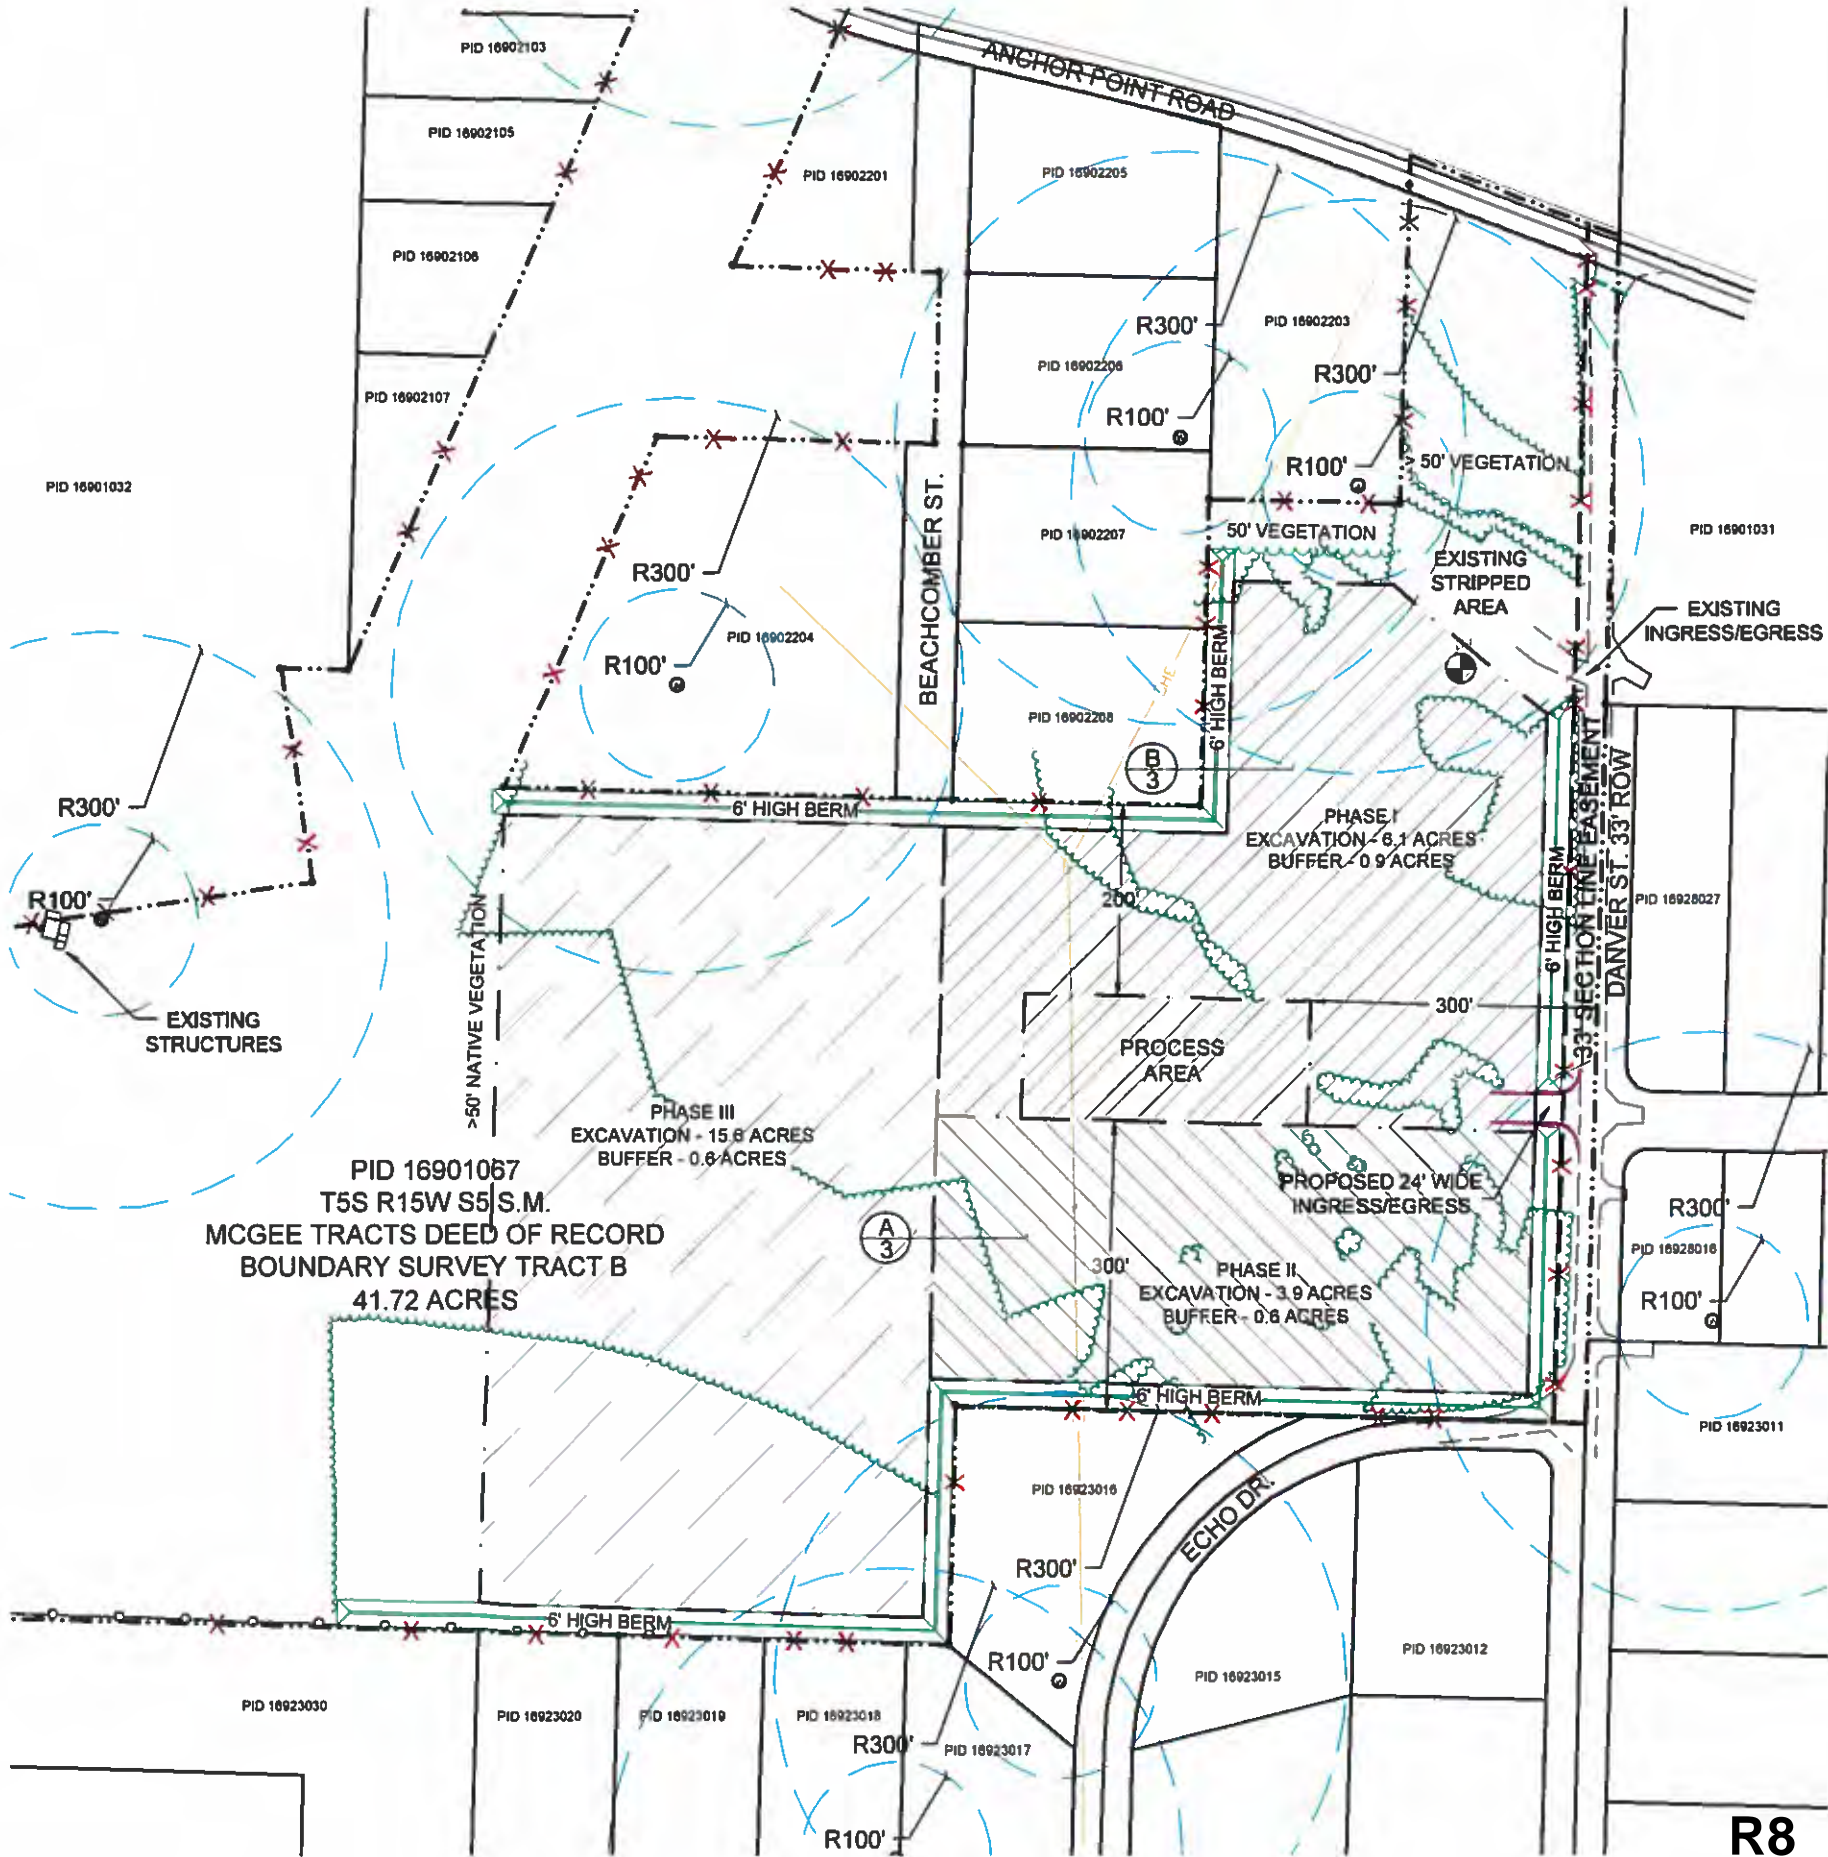 PID 16902103
ANCHOR POINT ROAD
PID 16902105
PID 16902201
PID 16902205
PID 16902106
R300'
PID 16902203
PID 16902206
R300'
PID 16902107
R100'
R100'
50' VEGETATION
PID 16901032
BEACHCOMBER ST.
PID 16902207
50' VEGETATION
PID 16901031
R300'
EXISTING
STRIPPED
AREA
EXISTING
INGRESS/EGRESS
PID 16902204
R100'
6' HIGH BERM
PID 16902208
B
3
R300'
6' HIGH BERM
PHASE I
EXCAVATION - 6.1 ACRES
BUFFER - 0.9 ACRES
33' SECTION LINE EASEMENT
DANVER ST. 33' ROW
R100'
200'
6' HIGH BERM
PID 16928027
>50' NATIVE VEGETATION
EXISTING
STRUCTURES
300'
PROCESS
AREA
PHASE III
EXCAVATION - 15.6 ACRES
BUFFER - 0.6 ACRES
PID 16901067
T5S R15W S5 S.M.
MCGEE TRACTS DEED OF RECORD
BOUNDARY SURVEY TRACT B
41.72 ACRES
PROPOSED 24' WIDE
INGRESS/EGRESS
R300'
A
3
PID 16928016
300'
PHASE II
EXCAVATION - 3.9 ACRES
BUFFER - 0.6 ACRES
R100'
6' HIGH BERM
PID 16923011
PID 16923016
ECHO DR.
R300'
6' HIGH BERM
R100'
PID 16923012
PID 16923015
PID 16923030
PID 16923020
PID 16923019
PID 16923018
R300'
PID 16923017
R100'
R8